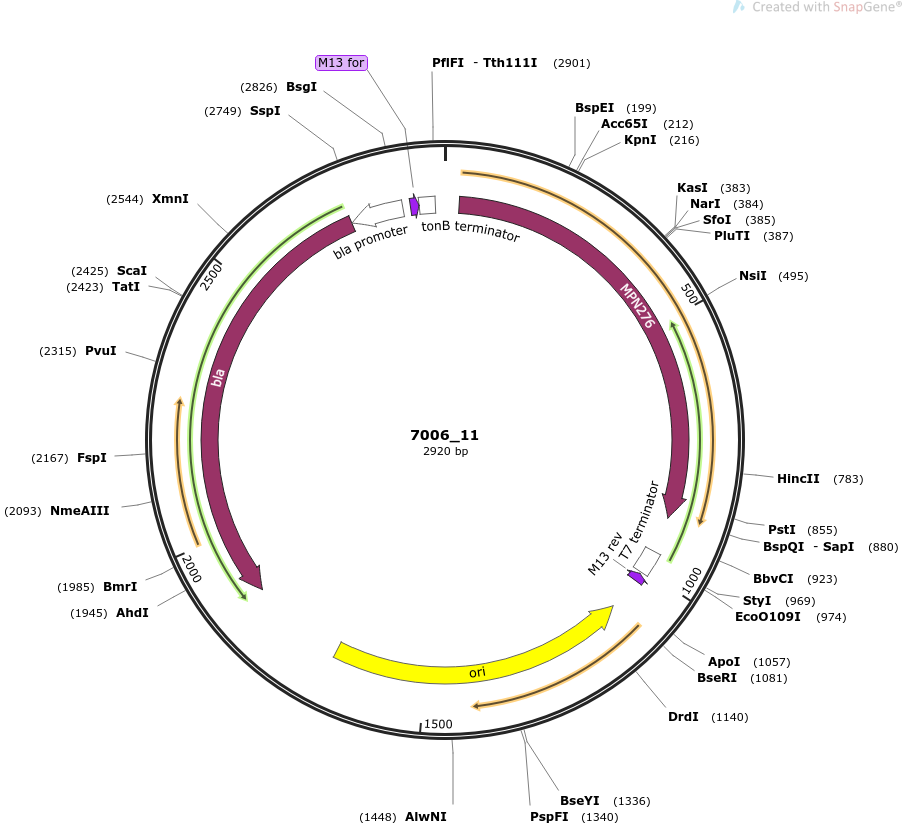 Created with SnapGene®
M13 for
PflFI - Tth111I (2901)
(2826) BsgI
(2749) SspI
BspEI (199)
Acc65I (212)
KpnI (216)
(2544) XmnI
KasI (383)
NarI (384)
SfoI (385)
PluTI (387)
bla promoter
tonB terminator
(2425) ScaI
(2423) TatI
2500
NsiI (495)
500
MPN276
(2315) PvuI
bla
7006_11
2920 bp
(2167) FspI
HincII (783)
(2093) NmeAIII
T7 terminator
M13 rev
PstI (855)
BspQI - SapI (880)
2000
1000
(1985) BmrI
BbvCI (923)
(1945) AhdI
StyI (969)
EcoO109I (974)
ori
ApoI (1057)
BseRI (1081)
DrdI (1140)
1500
BseYI (1336)
(1448) AlwNI
PspFI (1340)